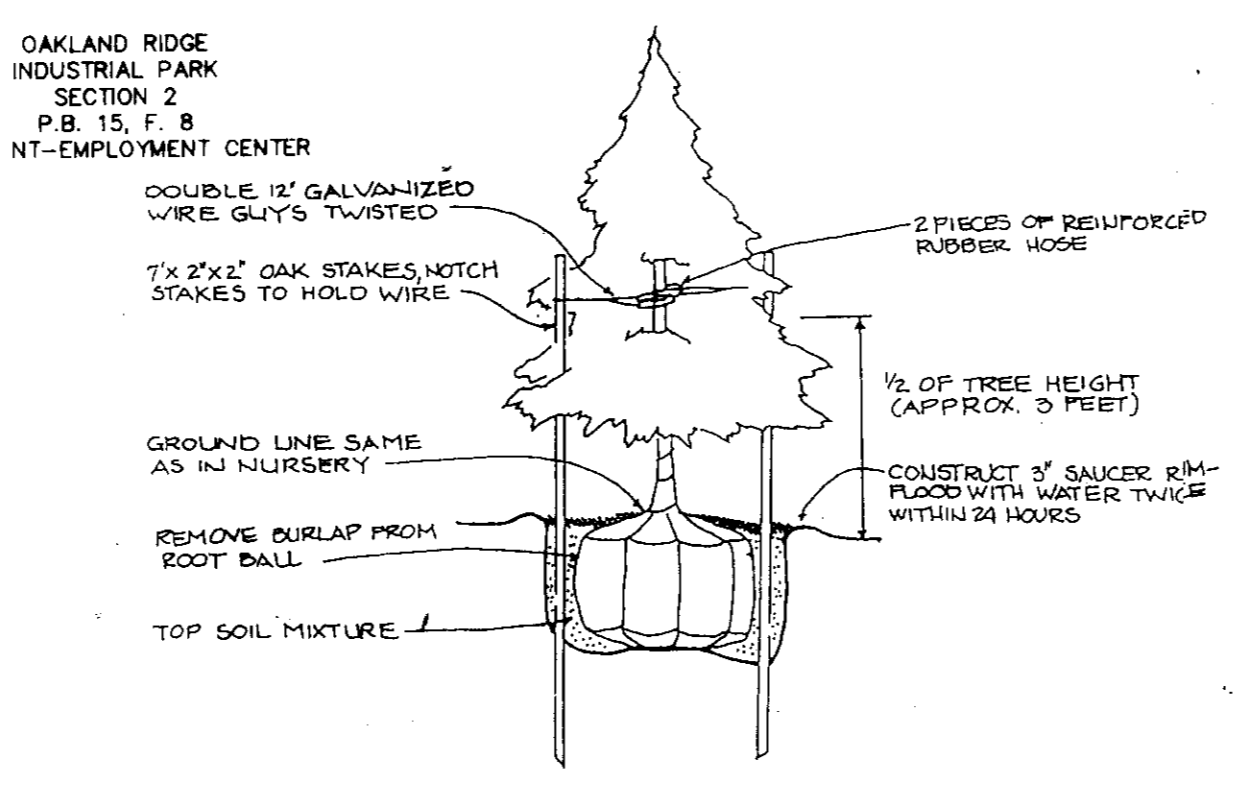 OAKLAND RIDGE
INDUSTRIAL PARK
SECTION 2
P.B. 15, F. 8
NT-EMPLOYMENT CENTER
DOUBLE 12' GALVANIZED
WIRE GUYS TWISTED
2 PIECES OF REINFORCED
RUBBER HOSE
7'X 2"X2" OAK STAKES, NOTCH
STAKES TO HOLD WIRE
1/2 OF TREE HEIGHT
(APPROX. 3 FEET)
GROUND LINE SAME
AS IN NURSERY
CONSTRUCT 3" SAUCER RIM-
FLOOD WITH WATER TWICE
WITHIN 24 HOURS
REMOVE BURLAP FROM
ROOT BALL
TOP SOIL MIXTURE